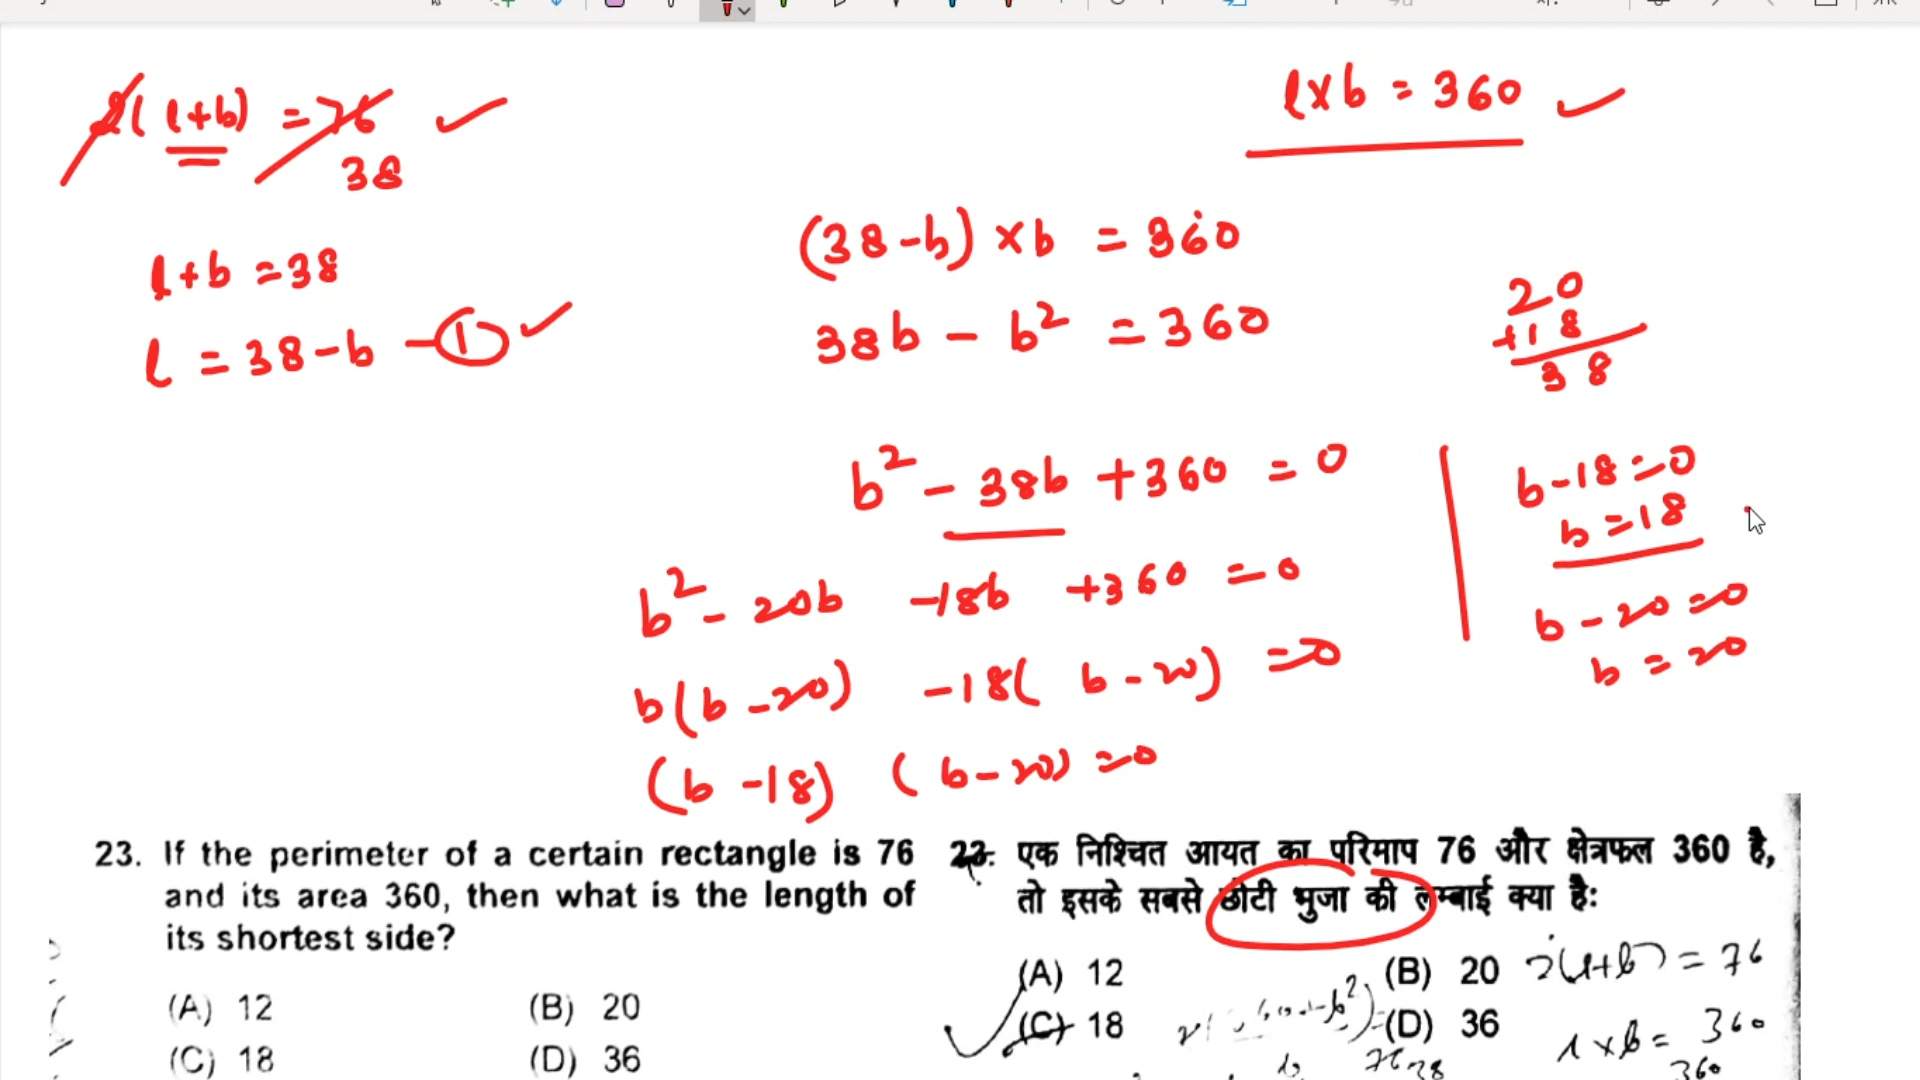 2(l+b) = 76
38
l+b = 38
l = 38-b - 1
l×b = 360
(38-b)×b = 360
38b - b² = 360
20
+18
38
b² - 38b + 360 = 0
b² - 20b -18b +360 = 0
b(b-20) -18(b-20) = 0
(b-18) (b-20) = 0
b-18=0
b=18
b-20=0
b=20
23. If the perimeter of a certain rectangle is 76
and its area 360, then what is the length of
its shortest side?
(A) 12 (B) 20
(C) 18 (D) 36
23. एक निश्चित आयत का परिमाप 76 और क्षेत्रफल 360 है,
तो इसके सबसे छोटी भुजा की लम्बाई क्या है:
(A) 12 (B) 20
(C) 18 (D) 36
2(l+b) = 76
l×b = 360
360